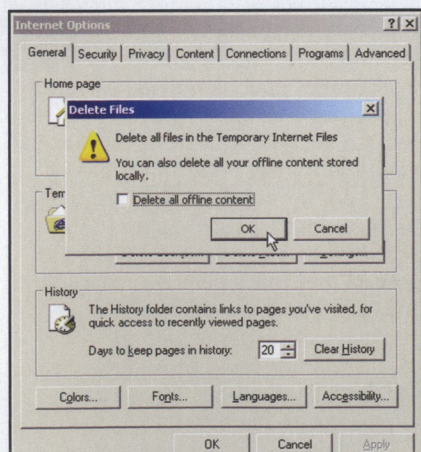 Internet Options
General Security Privacy Content Connections Programs Advanced
Home page
Delete Files
Delete all files in the Temporary Internet Files
You can also delete all your offline content stored
locally.
Delete all offline content
OK Cancel
Tem
History
The History folder contains links to pages you've visited, for
quick access to recently viewed pages.
Days to keep pages in history: 20 Clear History
Colors... Fonts... Languages... Accessibility...
OK Cancel Apply